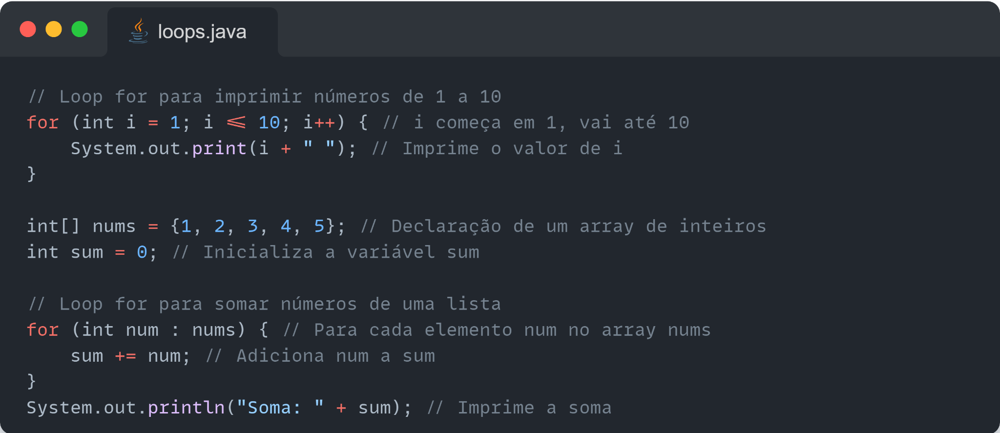 loops.java
// Loop for para imprimir números de 1 a 10
for (int i = 1; i <= 10; i++) { // i começa em 1, vai até 10
    System.out.print(i + " "); // Imprime o valor de i
}
int[] nums = {1, 2, 3, 4, 5}; // Declaração de um array de inteiros
int sum = 0; // Inicializa a variável sum
// Loop for para somar números de uma lista
for (int num : nums) { // Para cada elemento num no array nums
    sum += num; // Adiciona num a sum
}
System.out.println("Soma: " + sum); // Imprime a soma